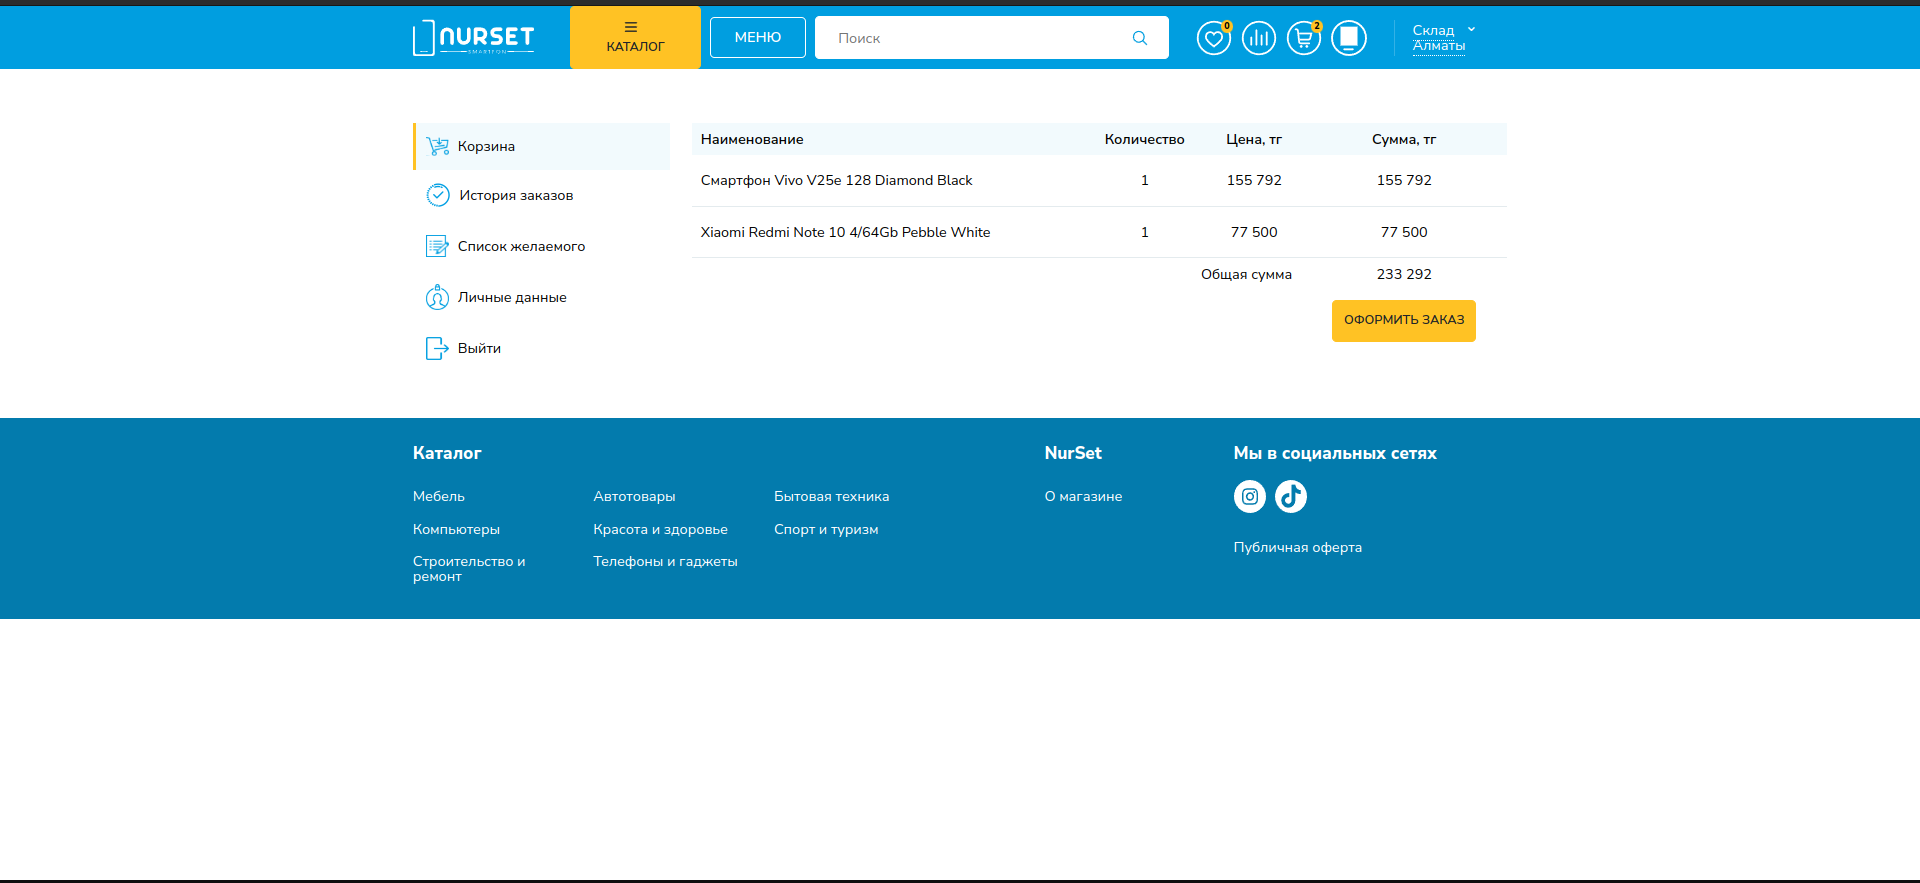 NURSET
SMARTFON
КАТАЛОГ
МЕНЮ
Поиск
0
2
Склад
Алматы
Корзина
История заказов
Список желаемого
Личные данные
Выйти
Наименование Количество Цена, тг Сумма, тг
Смартфон Vivo V25e 128 Diamond Black 1 155 792 155 792
Xiaomi Redmi Note 10 4/64Gb Pebble White 1 77 500 77 500
Общая сумма 233 292
ОФОРМИТЬ ЗАКАЗ
Каталог
Мебель
Компьютеры
Строительство и
ремонт
Автотовары
Красота и здоровье
Телефоны и гаджеты
Бытовая техника
Спорт и туризм
NurSet
О магазине
Мы в социальных сетях
Публичная оферта